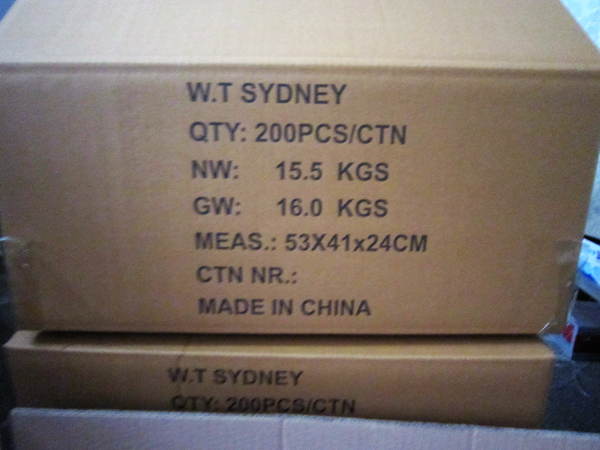 W.T SYDNEY
QTY: 200PCS/CTN
NW: 15.5 KGS
GW: 16.0 KGS
MEAS.: 53X41x24CM
CTN NR.:
MADE IN CHINA
W.T SYDNEY
QTY: 200PCS/CTN